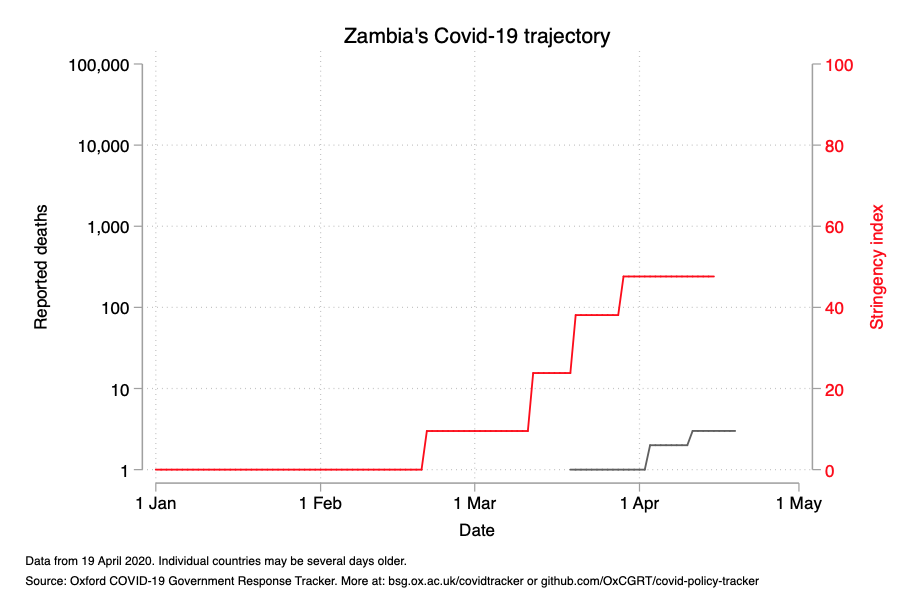 Zambia's Covid-19 trajectory
100,000
10,000
1,000
100
10
1
Reported deaths
100
80
60
40
20
0
Stringency index
1 Jan 1 Feb 1 Mar 1 Apr 1 May
Date
Data from 19 April 2020. Individual countries may be several days older.
Source: Oxford COVID-19 Government Response Tracker. More at: bsg.ox.ac.uk/covidtracker or github.com/OxCGRT/covid-policy-tracker